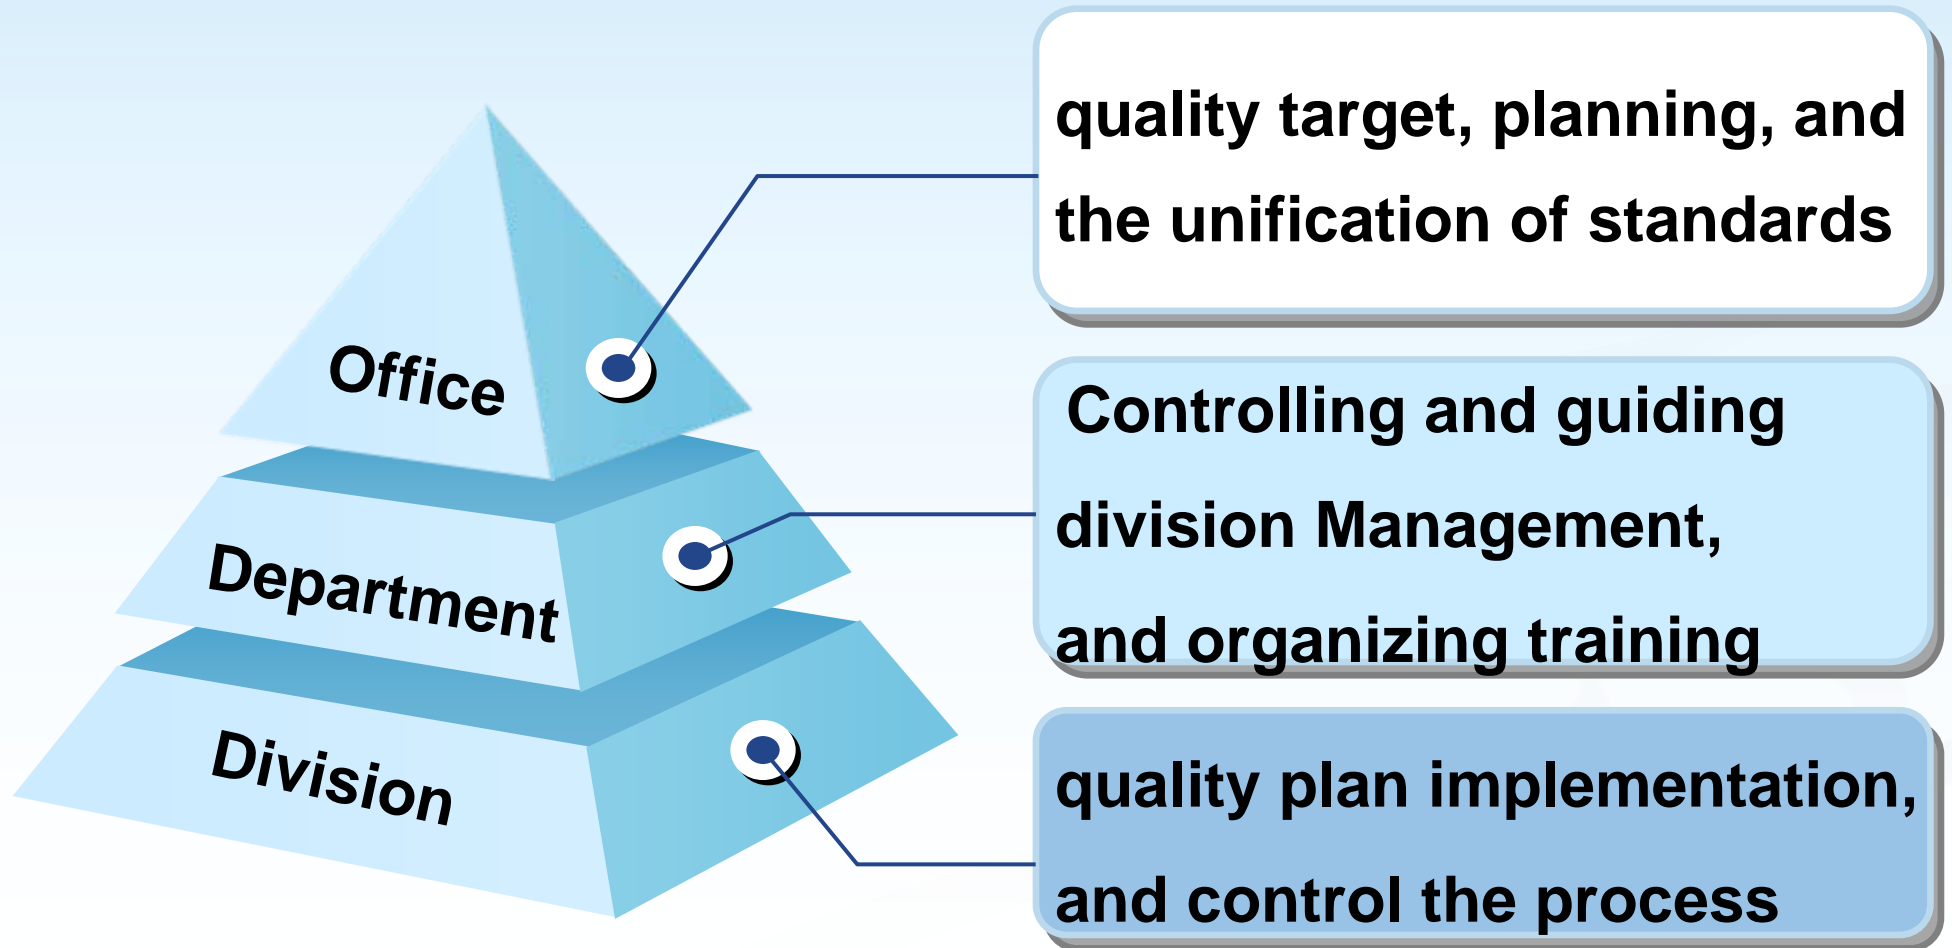 quality target, planning, and
the unification of standards
Office
Controlling and guiding
division Management,
and organizing training
Department
quality plan implementation,
and control the process
Division